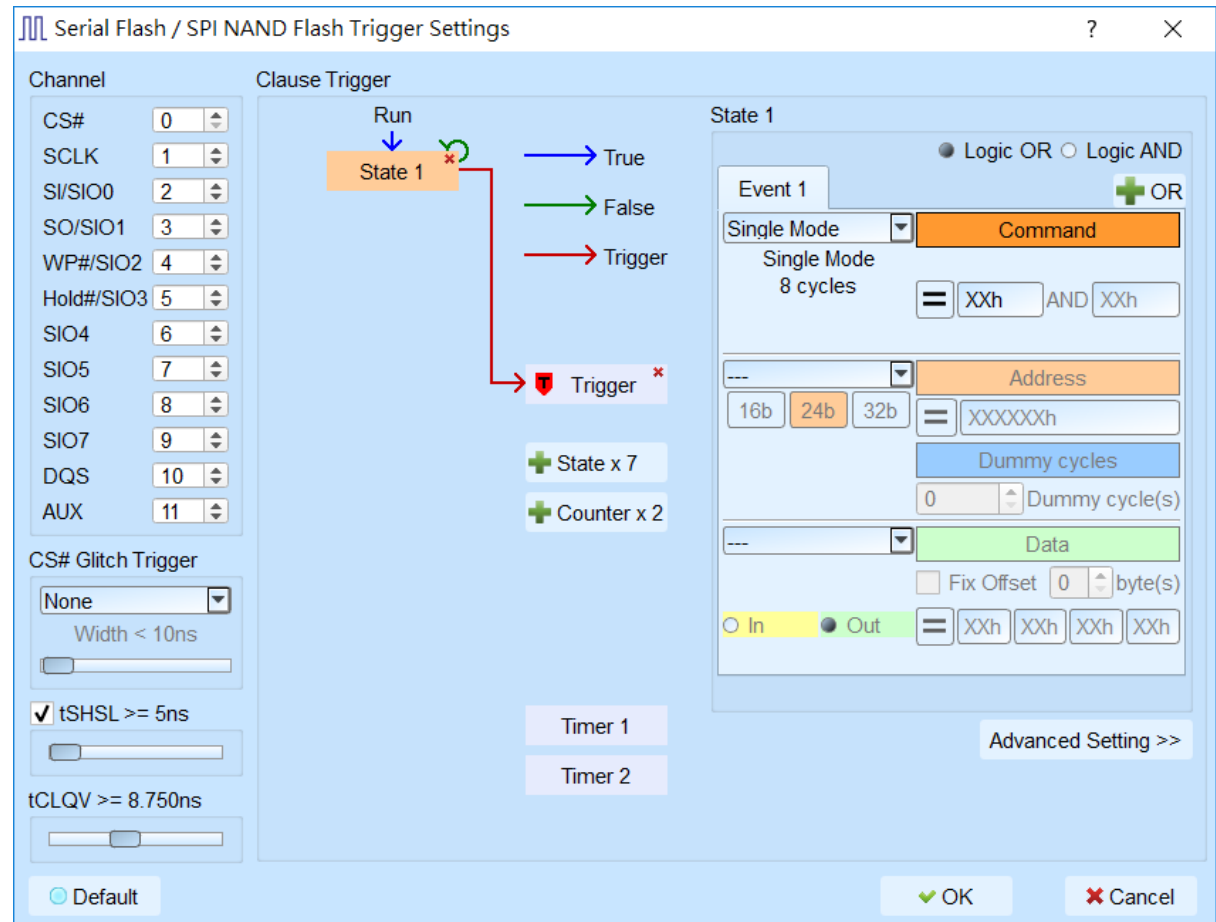 Serial Flash / SPI NAND Flash Trigger Settings
?
Channel
CS# 0
SCLK 1
SI/SIO0 2
SO/SIO1 3
WP#/SIO2 4
Hold#/SIO3 5
SIO4 6
SIO5 7
SIO6 8
SIO7 9
DQS 10
AUX 11
CS# Glitch Trigger
None
Width < 10ns
tSHSL >= 5ns
tCLQV >= 8.750ns
Default
Clause Trigger
Run
State 1
True
False
Trigger
T Trigger
State x 7
Counter x 2
Timer 1
Timer 2
State 1
Logic OR Logic AND
Event 1
OR
Single Mode
Command
Single Mode
8 cycles
= XXh AND XXh
---
Address
16b 24b 32b
= XXXXXXh
Dummy cycles
0 Dummy cycle(s)
---
Data
Fix Offset 0 byte(s)
In Out
= XXh XXh XXh XXh
Advanced Setting >>
OK
Cancel